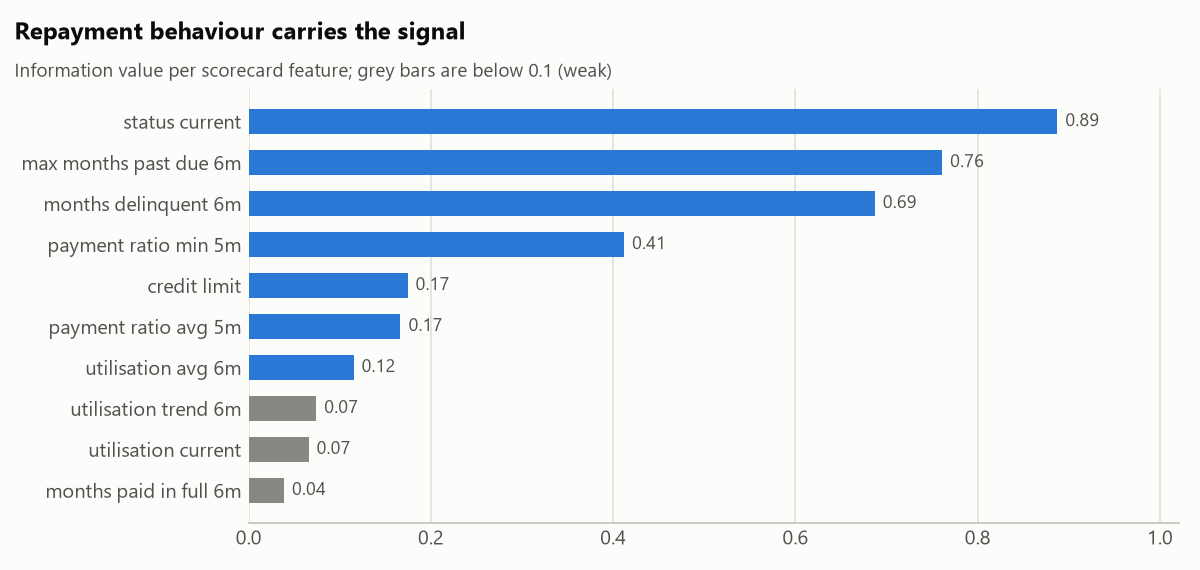 Repayment behaviour carries the signal
Information value per scorecard feature; grey bars are below 0.1 (weak)
status current 0.89
max months past due 6m 0.76
months delinquent 6m 0.69
payment ratio min 5m 0.41
credit limit 0.17
payment ratio avg 5m 0.17
utilisation avg 6m 0.12
utilisation trend 6m 0.07
utilisation current 0.07
months paid in full 6m 0.04
0.0 0.2 0.4 0.6 0.8 1.0